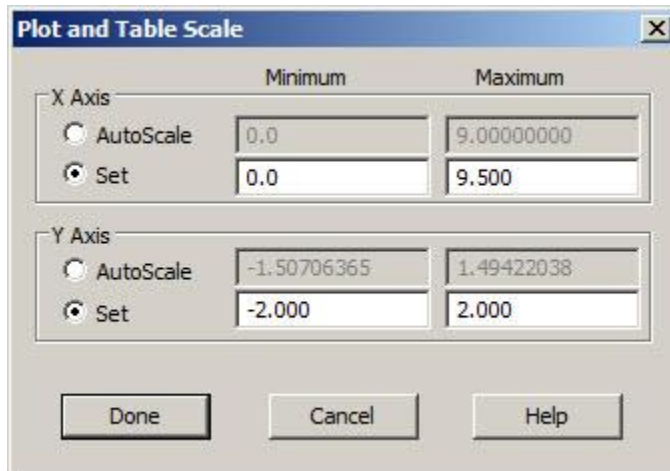 Plot and Table Scale
Minimum Maximum
X Axis
AutoScale 0.0 9.00000000
Set 0.0 9.500
Y Axis
AutoScale -1.50706365 1.49422038
Set -2.000 2.000
Done Cancel Help